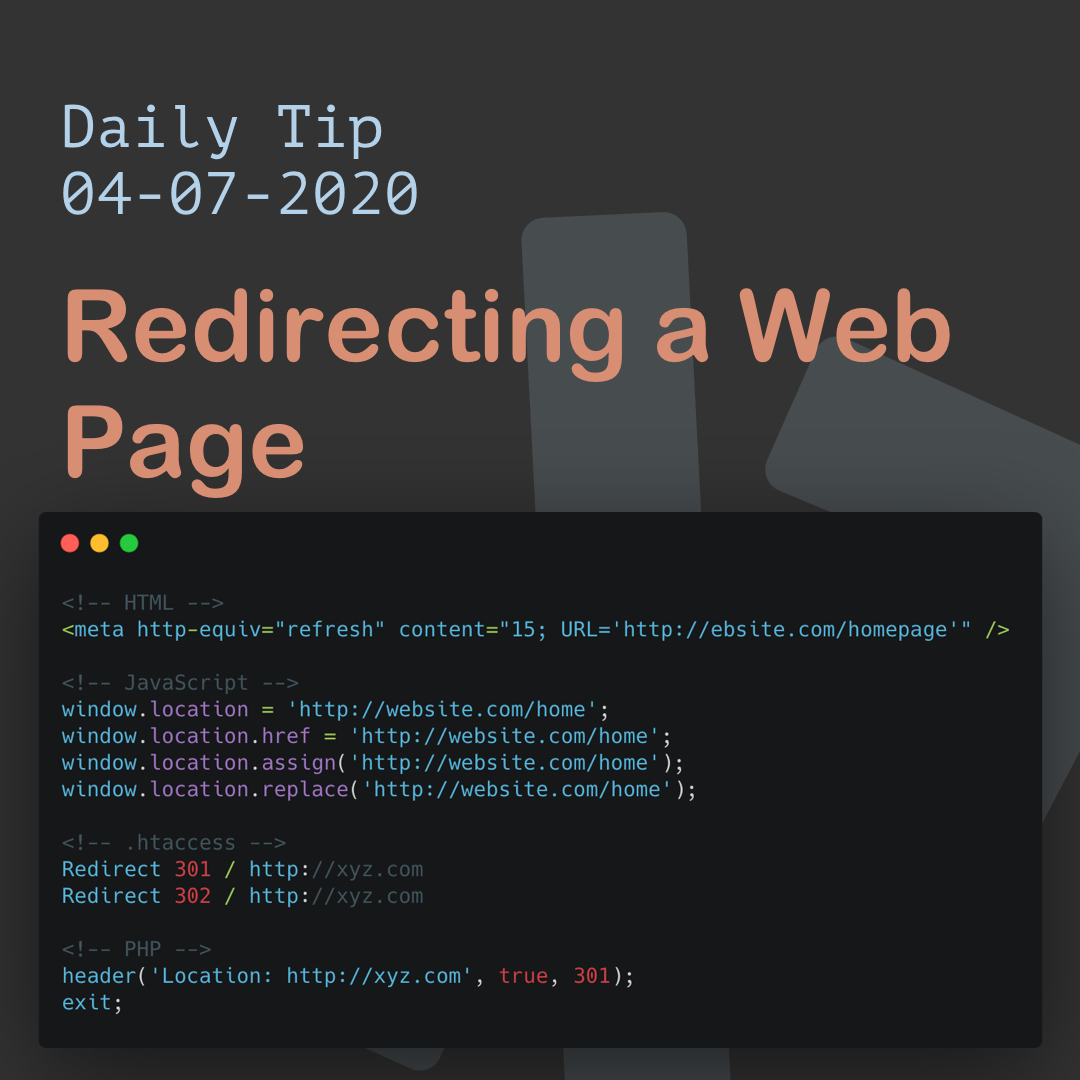 Daily Tip
04-07-2020
Redirecting a Web
Page
<!-- HTML -->
<meta http-equiv="refresh" content="15; URL='http://ebsite.com/homepage'" />
<!-- JavaScript -->
window.location = 'http://website.com/home';
window.location.href = 'http://website.com/home';
window.location.assign('http://website.com/home');
window.location.replace('http://website.com/home');
<!-- .htaccess -->
Redirect 301 / http://xyz.com
Redirect 302 / http://xyz.com
<!-- PHP -->
header('Location: http://xyz.com', true, 301);
exit;